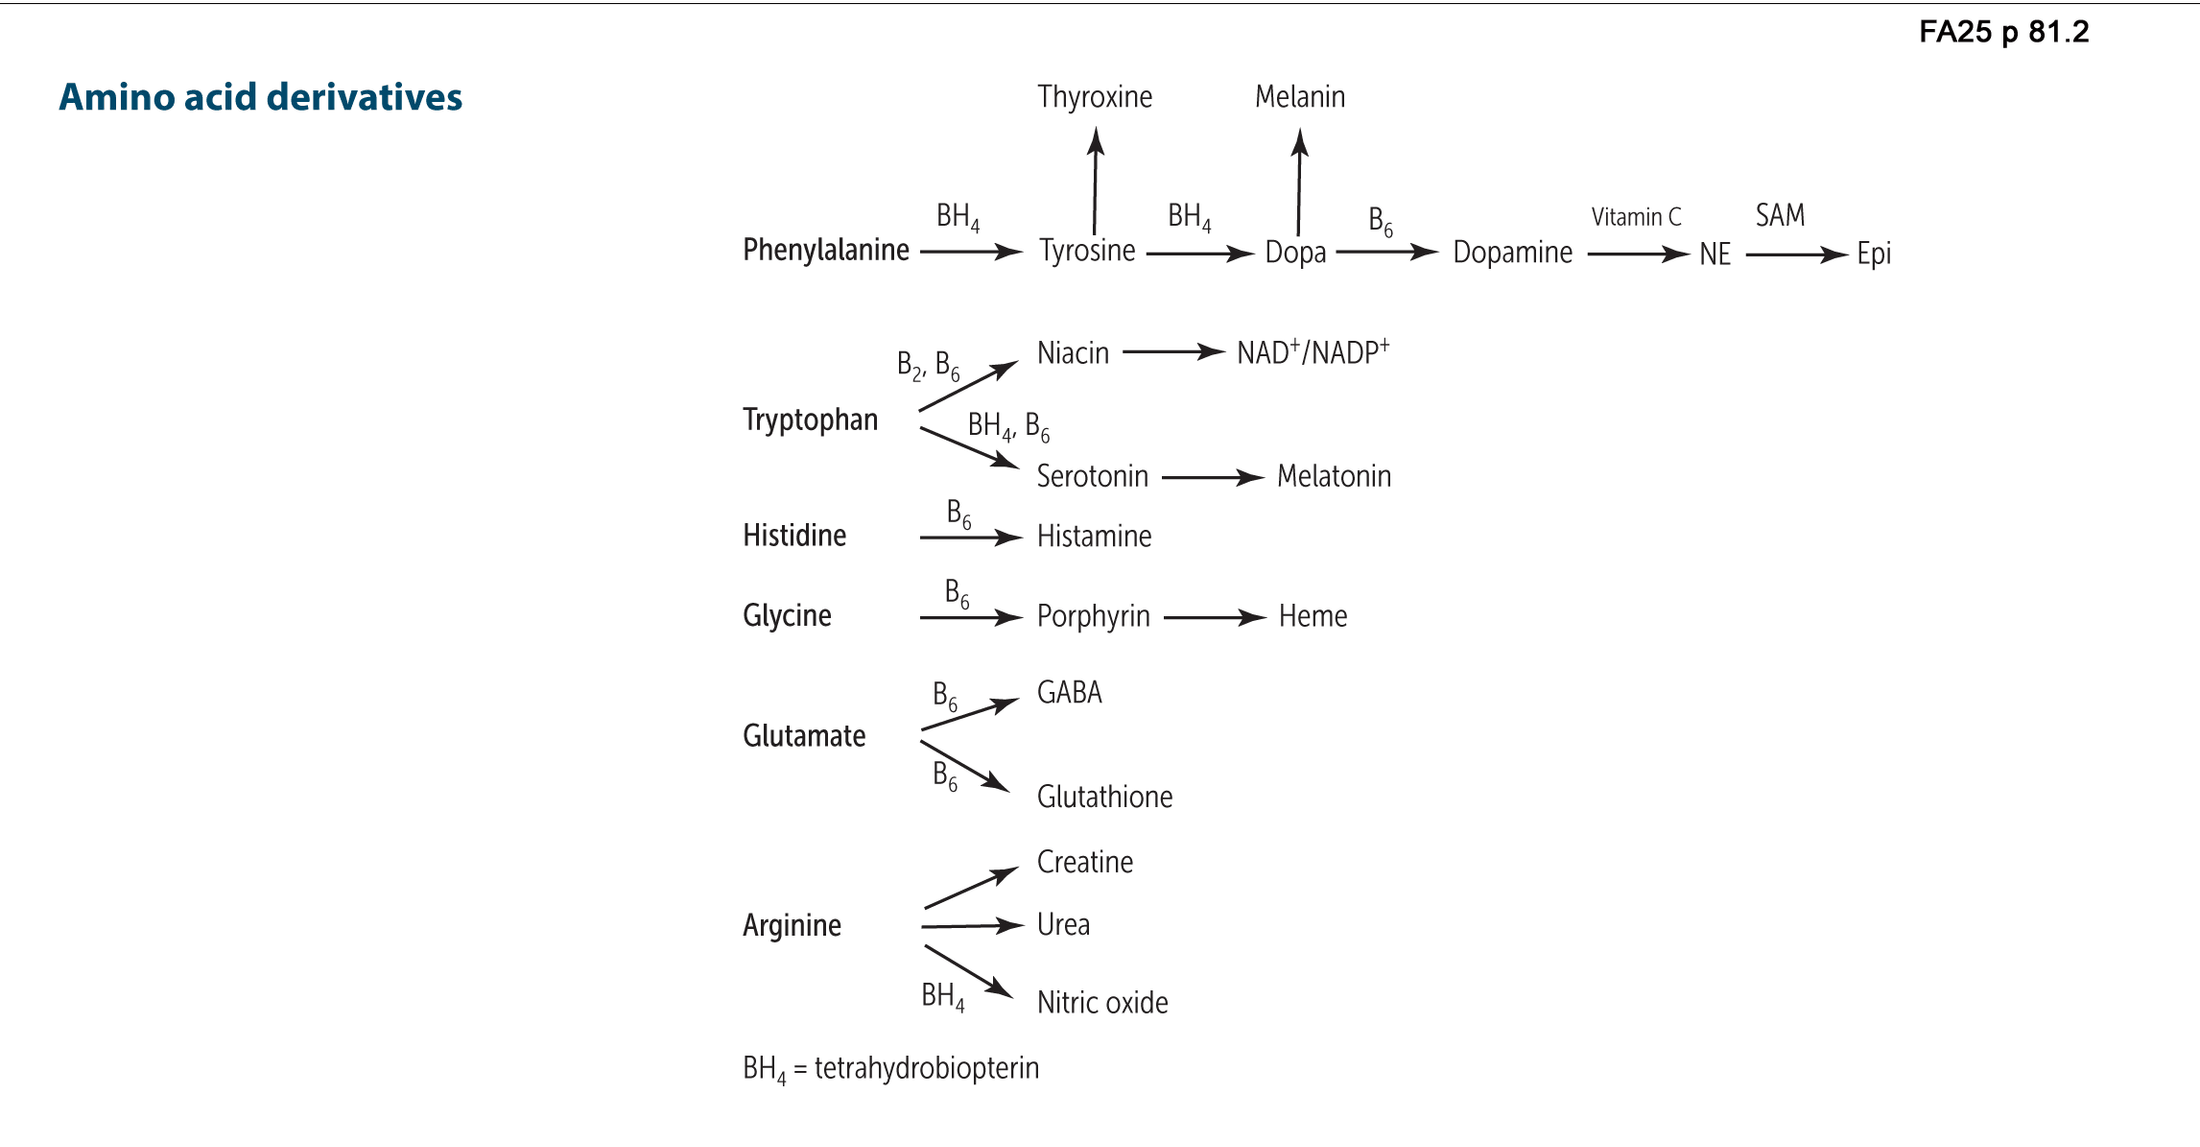 FA25 p 81.2
Amino acid derivatives
Thyroxine Melanin
BH4 BH4 B6 Vitamin C SAM
Phenylalanine Tyrosine Dopa Dopamine NE Epi
B2, B6 Niacin NAD+/NADP+
Tryptophan
BH4, B6
Serotonin Melatonin
B6
Histidine Histamine
B6
Glycine Porphyrin Heme
B6 GABA
Glutamate
B6
Glutathione
Creatine
Arginine Urea
BH4 Nitric oxide
BH4 = tetrahydrobiopterin